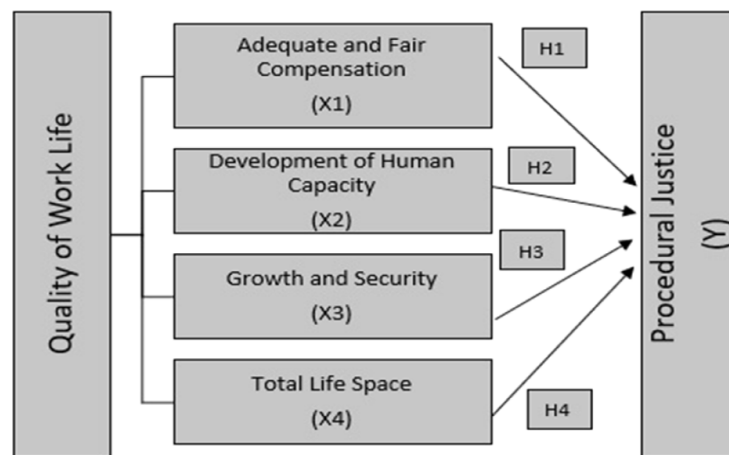 Quality of Work Life
Adequate and Fair
Compensation
(X1)
Development of Human
Capacity
(X2)
Growth and Security
(X3)
Total Life Space
(X4)
H1
H2
H3
H4
Procedural Justice
(Y)